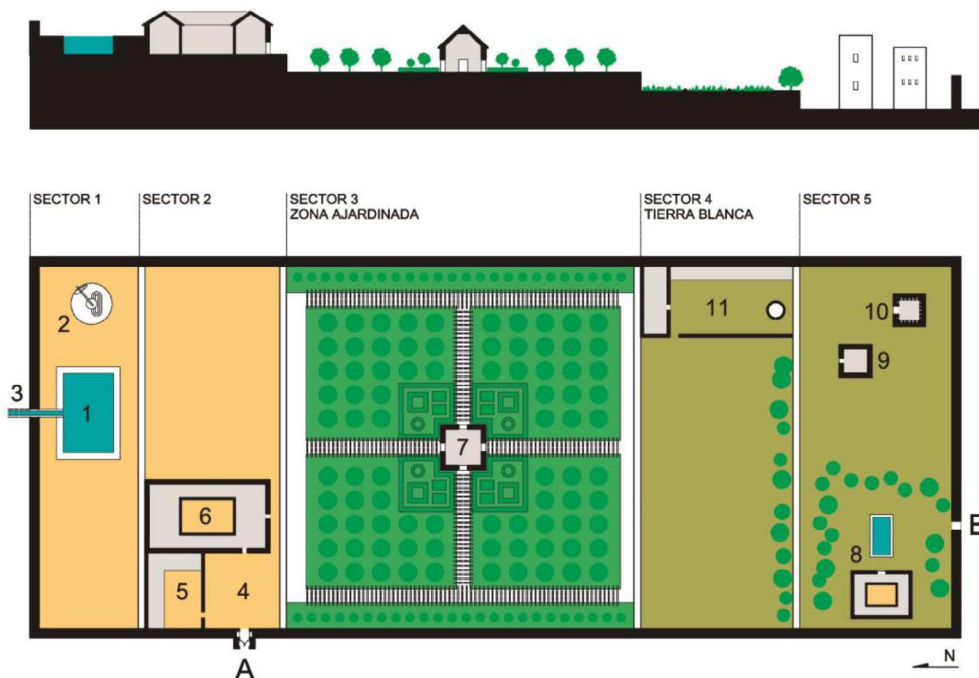 SECTOR 1
SECTOR 2
SECTOR 3
ZONA AJARDINADA
SECTOR 4
TIERRA BLANCA
SECTOR 5
2
11
10
9
3
1
7
6
B
8
5
4
A
N